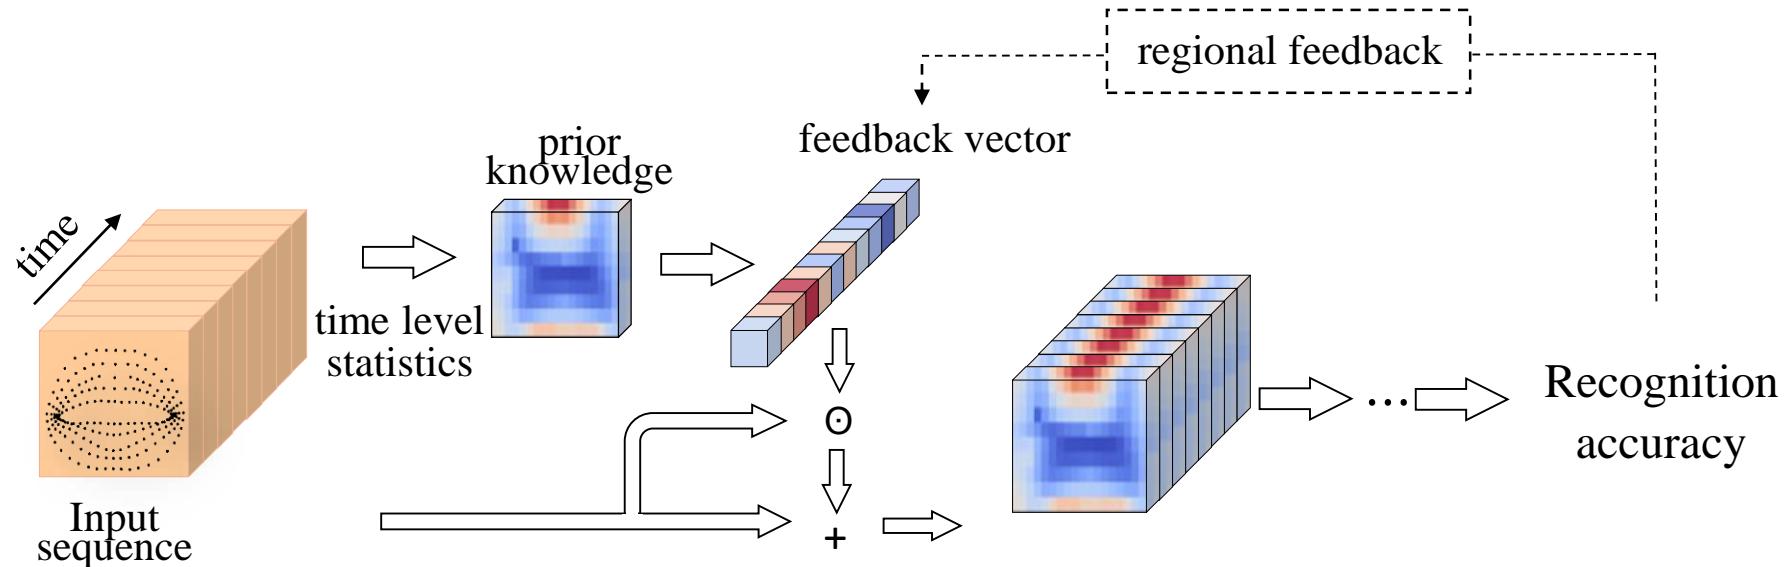 regional feedback
feedback vector
prior
knowledge
time
time level
statistics
⊙
...
Recognition
accuracy
+
Input
sequence